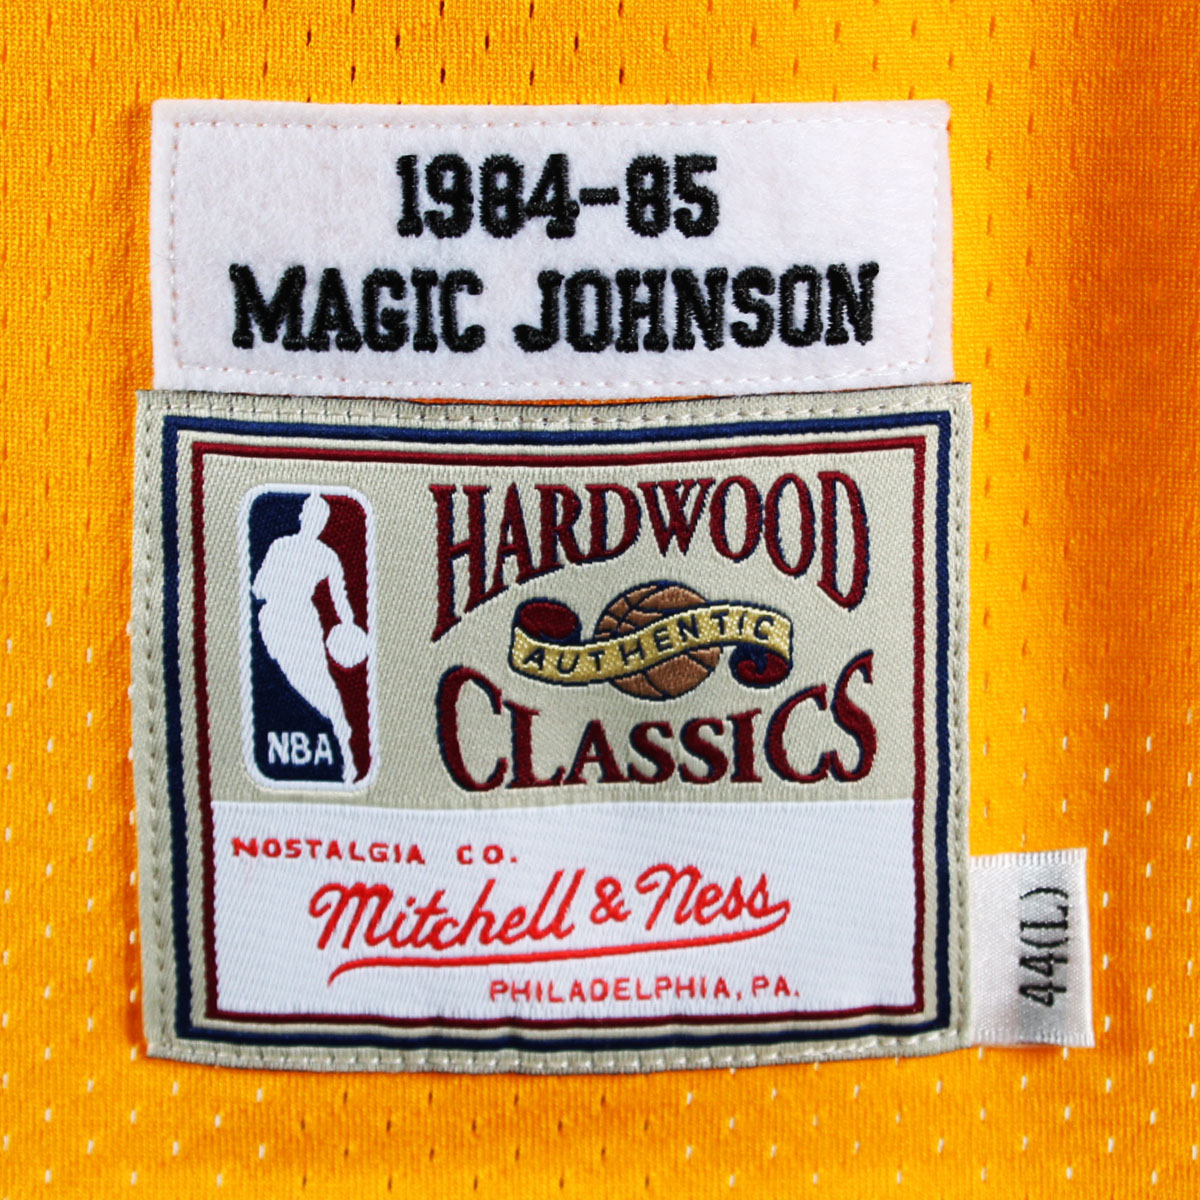 1984-85
MAGIC JOHNSON
HARDWOOD
AUTHENTIC
CLASSICS
NBA
NOSTALGIA CO.
Mitchell & Ness
PHILADELPHIA, PA.
44(L)